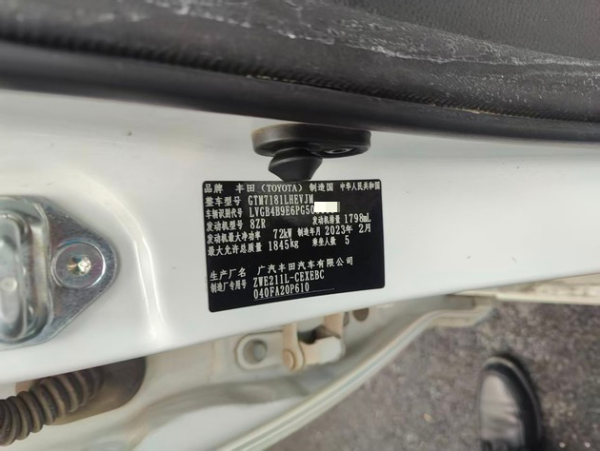 品牌 丰田 (TOYOTA) 制造国 中华人民共和国
整车型号 GTM7181LHEVJM
车辆识别代号 LVGB4B9E6PG50
发动机型号 8ZR 发动机排量 1798mL
发动机最大净功率 72kW 制造年月 2023年 2月
最大允许总质量 1845kg 乘坐人数 5
生产厂名 广汽丰田汽车有限公司
制造厂专用号 ZWE211L-CEXEBC
040FA20P610